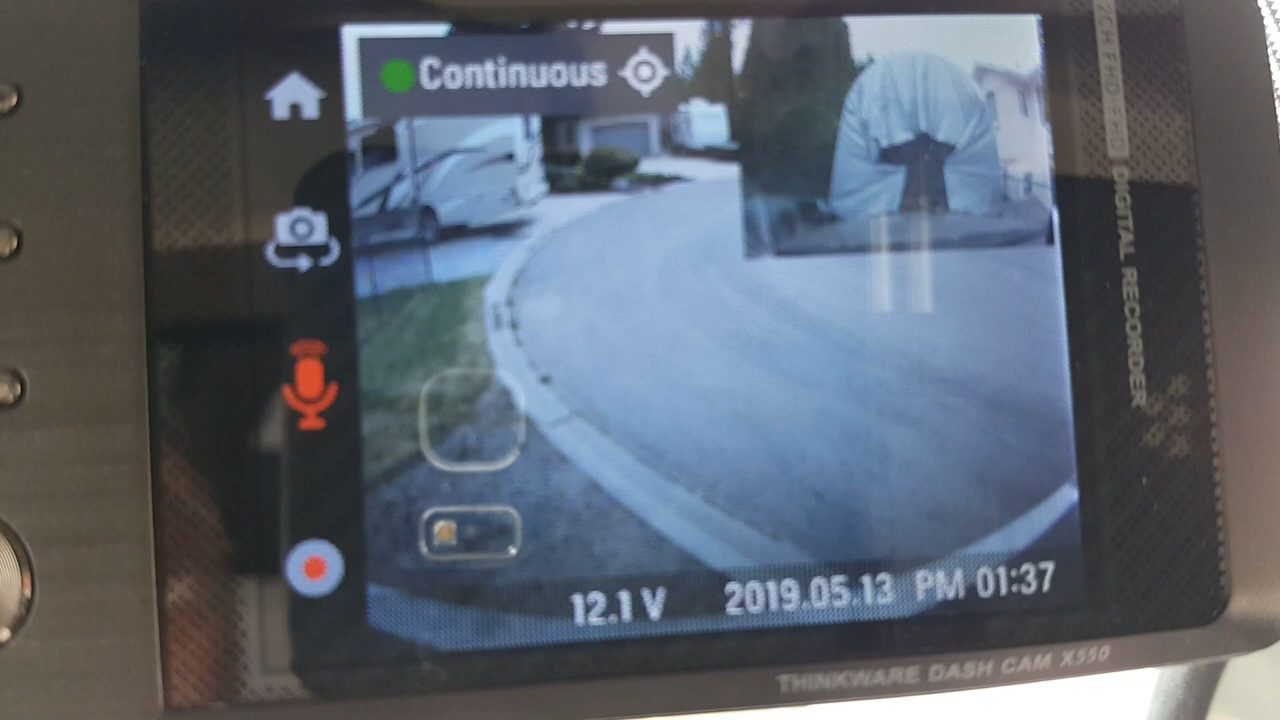 Continuous
12.1 V 2019.05.13 PM 01:37
THINKWARE DASH CAM X550
DIGITAL RECORDER